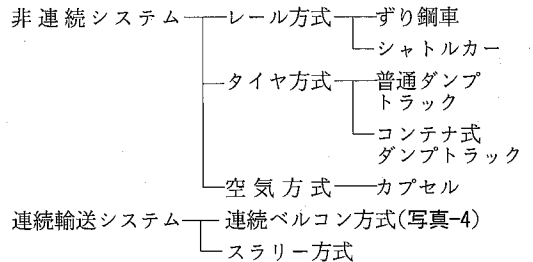 非連続システム レール方式 ずり鋼車
シャトルカー
タイヤ方式 普通ダンプ
トラック
コンテナ式
ダンプトラック
空気方式 カプセル
連続輸送システム 連続ベルコン方式(写真-4)
スラリー方式